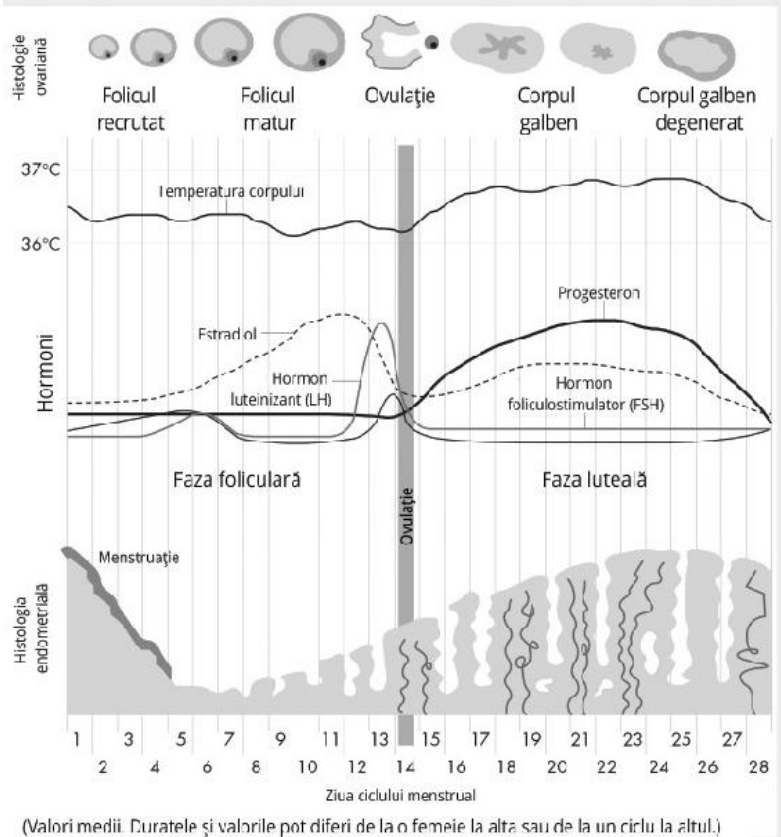 Histologie
ovariană
Folicul
recrutat
Folicul
matur
Ovulație
Corpul
galben
Corpul galben
degenerat
37°C
Temperatura corpului
36°C
Hormoni
Progesteron
Estradiol
Hormon
luteinizant (LH)
Hormon
foliculostimulator (FSH)
Faza foliculară
Ovulație
Faza luteală
Histologia
endometrială
Menstruație
1 3 5 7 9 11 13 15 17 19 21 23 25 27
2 4 6 8 10 12 14 16 18 20 22 24 26 28
Ziua ciclului menstrual
(Valori medii. Duratele și valorile pot diferi de la o femeie la alta sau de la un ciclu la altul.)